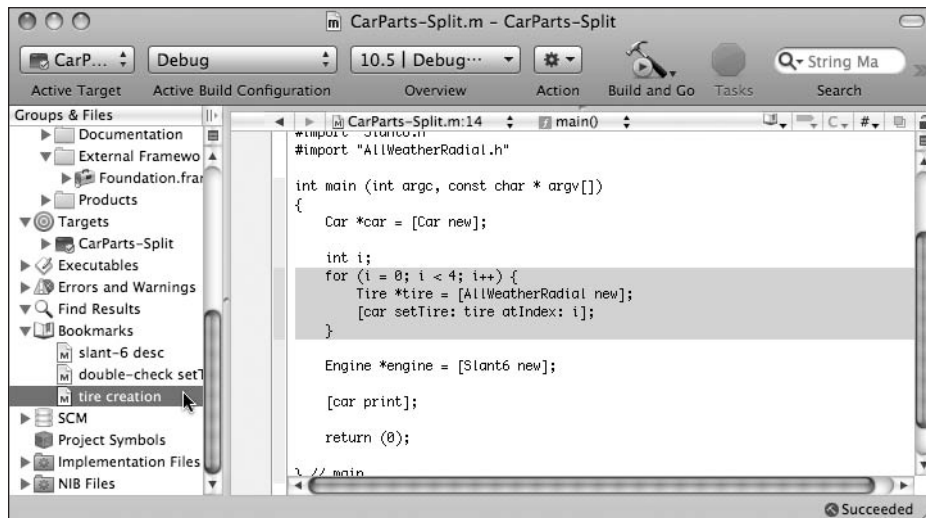 CarParts-Split.m – CarParts-Split
CarP...
Debug
10.5 | Debug···
String Ma
Active Target
Active Build Configuration
Overview
Action
Build and Go
Tasks
Search
Groups & Files
Documentation
External Framewo
Foundation.fra
Products
Targets
CarParts-Split
Executables
Errors and Warnings
Find Results
Bookmarks
slant-6 desc
double-check setT
tire creation
SCM
Project Symbols
Implementation Files
NIB Files
CarParts-Split.m:14
main()
C
#
#import "Slant6.h"
#import "AllWeatherRadial.h"
int main (int argc, const char * argv[])
{
Car *car = [Car new];
int i;
for (i = 0; i < 4; i++) {
Tire *tire = [AllWeatherRadial new];
[car setTire: tire atIndex: i];
}
Engine *engine = [Slant6 new];
[car print];
return (0);
} // main
Succeeded